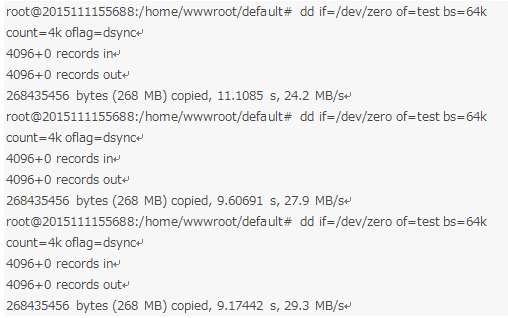 root@2015111155688:/home/wwwroot/default#  dd if=/dev/zero of=test bs=64k
count=4k oflag=dsync↵
4096+0 records in↵
4096+0 records out↵
268435456 bytes (268 MB) copied, 11.1085 s, 24.2 MB/s↵
root@2015111155688:/home/wwwroot/default#  dd if=/dev/zero of=test bs=64k
count=4k oflag=dsync↵
4096+0 records in↵
4096+0 records out↵
268435456 bytes (268 MB) copied, 9.60691 s, 27.9 MB/s↵
root@2015111155688:/home/wwwroot/default#  dd if=/dev/zero of=test bs=64k
count=4k oflag=dsync↵
4096+0 records in↵
4096+0 records out↵
268435456 bytes (268 MB) copied, 9.17442 s, 29.3 MB/s↵